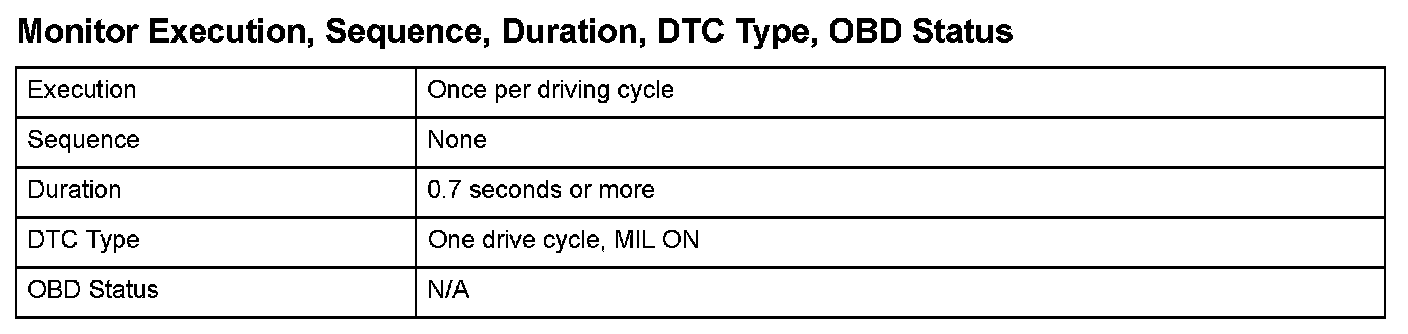 Monitor Execution, Sequence, Duration, DTC Type, OBD Status
Execution Once per driving cycle
Sequence None
Duration 0.7 seconds or more
DTC Type One drive cycle, MIL ON
OBD Status N/A